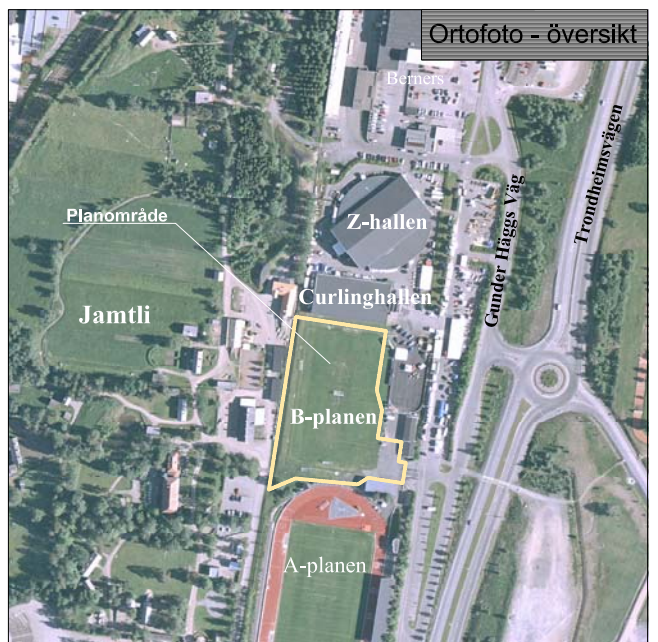 Ortofoto - översikt
Berners
Trondheimsvägen
Gunder Häggs Väg
Planområde
Z-hallen
Curlinghallen
Jamtli
B-planen
A-planen